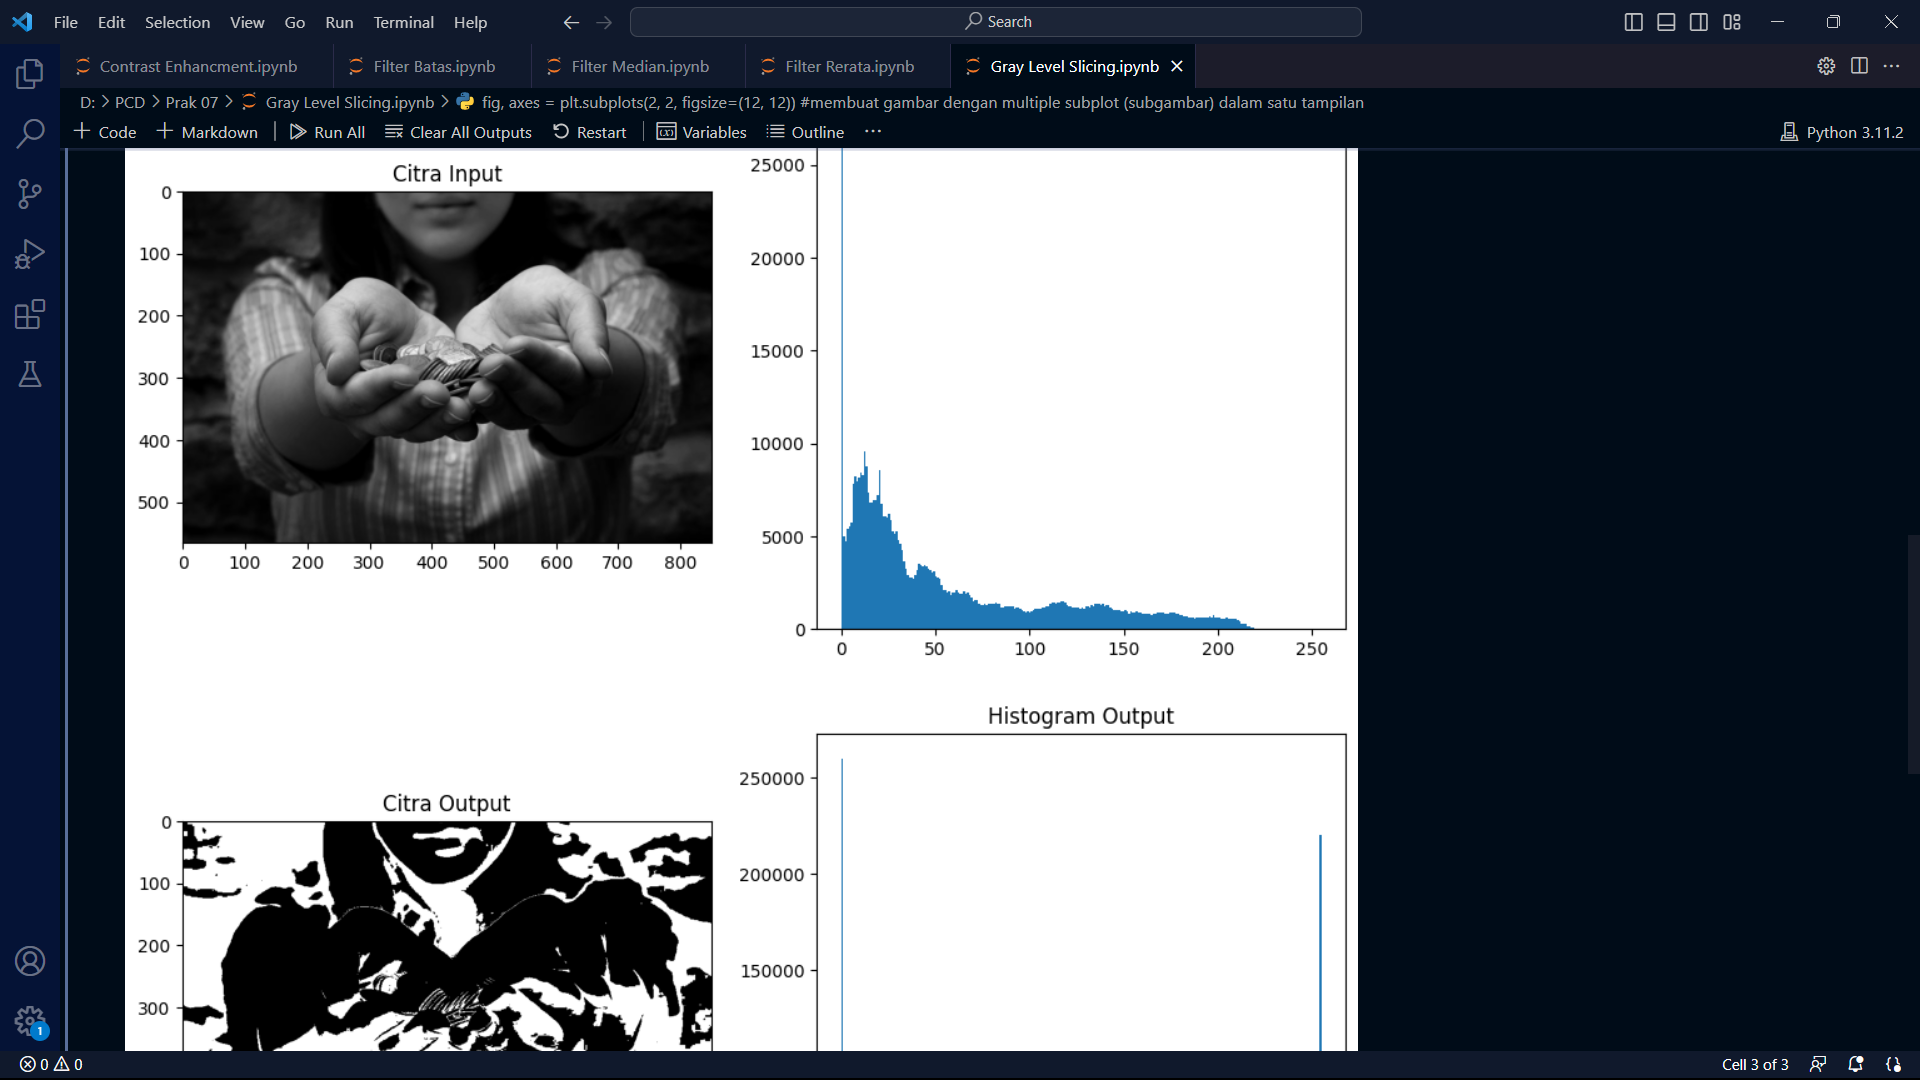 File Edit Selection View Go Run Terminal Help
Search
Contrast Enhancment.ipynb
Filter Batas.ipynb
Filter Median.ipynb
Filter Rerata.ipynb
Gray Level Slicing.ipynb
D: > PCD > Prak 07 > Gray Level Slicing.ipynb > fig, axes = plt.subplots(2, 2, figsize=(12, 12)) #membuat gambar dengan multiple subplot (subgambar) dalam satu tampilan
+ Code + Markdown | Run All Clear All Outputs Restart | Variables Outline ... Python 3.11.2
Citra Input
0
100
200
300
400
500
0 100 200 300 400 500 600 700 800
25000
20000
15000
10000
5000
0
0 50 100 150 200 250
Citra Output
0
100
200
300
Histogram Output
250000
200000
150000
1
0 0
Cell 3 of 3